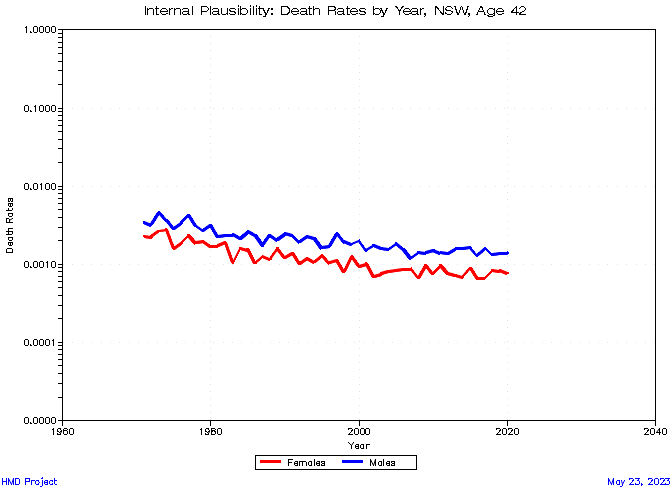 Internal Plausibility: Death Rates by Year, NSW, Age 42
1.0000
0.1000
0.0100
0.0010
0.0001
0.0000
Death Rates
1960 1980 2000 2020 2040
Year
Females Males
HMD Project May 23, 2023